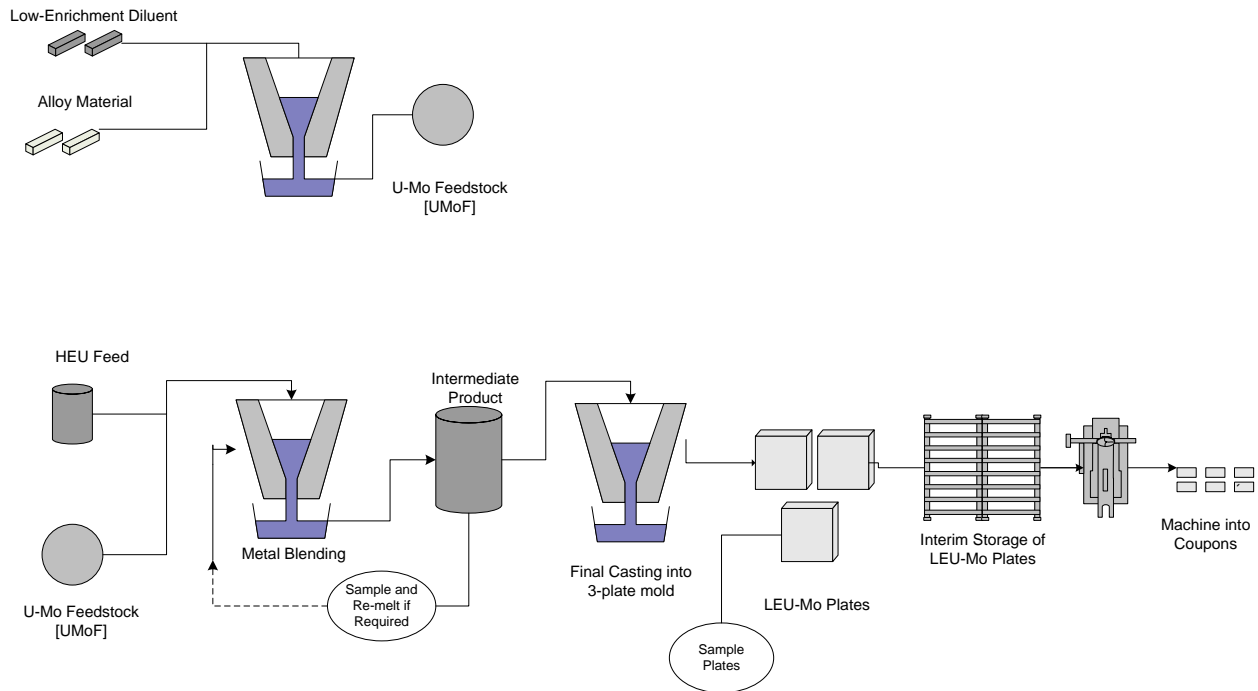 Low-Enrichment Diluent
Alloy Material
U-Mo Feedstock
[UMoF]
HEU Feed
U-Mo Feedstock
[UMoF]
Metal Blending
Intermediate
Product
Sample and
Re-melt if
Required
Final Casting into
3-plate mold
LEU-Mo Plates
Sample
Plates
Interim Storage of
LEU-Mo Plates
Machine into
Coupons